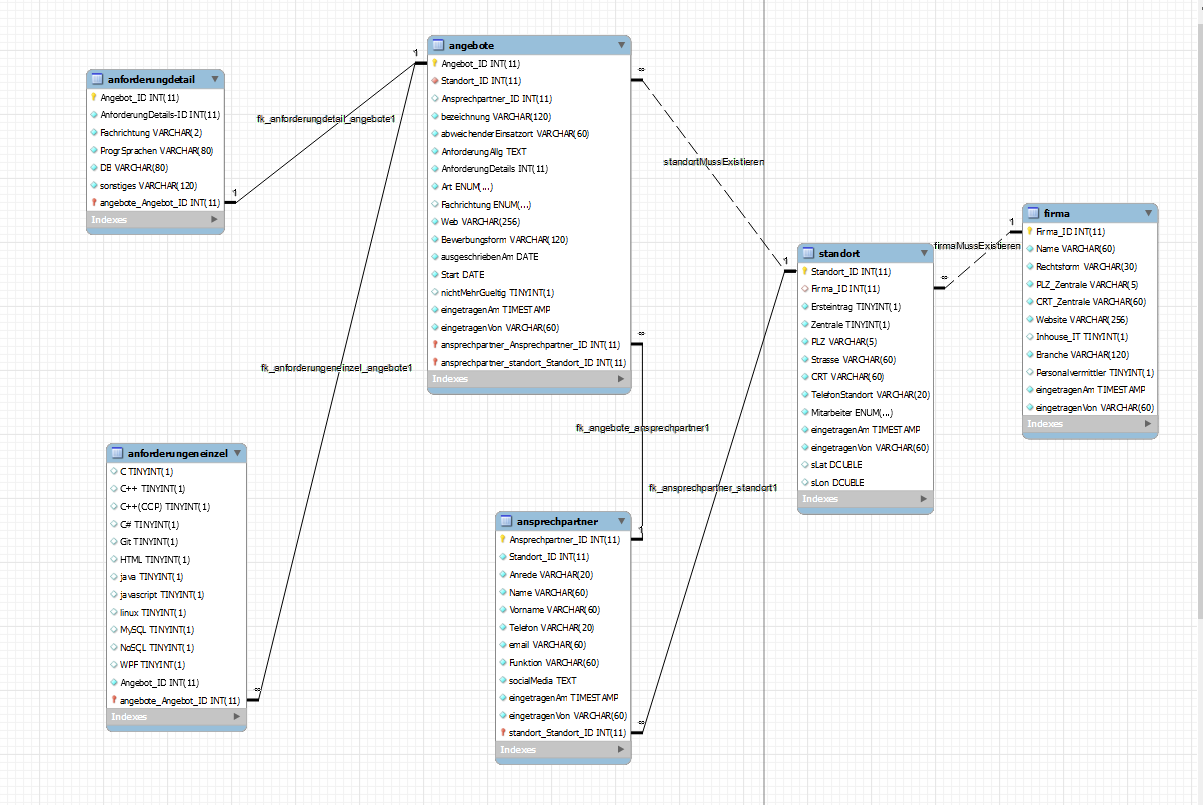 anforderungdetail
Angebot_ID INT(11)
AnforderungDetails-ID INT(11)
Fachrichtung VARCHAR(2)
ProgrSprachen VARCHAR(80)
DB VARCHAR(80)
sonstiges VARCHAR(120)
angebote_Angebot_ID INT(11)
Indexes
1
fk_anforderungdetail_angebote1
1
angebote
Angebot_ID INT(11)
Standort_ID INT(11)
Ansprechpartner_ID INT(11)
bezeichnung VARCHAR(120)
abweichenderEinsatzort VARCHAR(60)
AnforderungAllg TEXT
AnforderungDetails INT(11)
Art ENUM(...)
Fachrichtung ENUM(...)
Web VARCHAR(256)
Bewerbungsform VARCHAR(120)
ausgeschriebenAm DATE
Start DATE
nichtMehrGueltig TINYINT(1)
eingetragenAm TIMESTAMP
eingetragenVon VARCHAR(60)
ansprechpartner_Ansprechpartner_ID INT(11)
ansprechpartner_standort_Standort_ID INT(11)
Indexes
∞
standortMussExistieren
1
standort
Standort_ID INT(11)
Firma_ID INT(11)
Ersteintrag TINYINT(1)
Zentrale TINYINT(1)
PLZ VARCHAR(5)
Strasse VARCHAR(60)
CRT VARCHAR(60)
TelefonStandort VARCHAR(20)
Mitarbeiter ENUM(...)
eingetragenAm TIMESTAMP
eingetragenVon VARCHAR(60)
sLat DOUBLE
sLon DOUBLE
Indexes
∞
firmaMussExistieren
1
firma
Firma_ID INT(11)
Name VARCHAR(60)
Rechtsform VARCHAR(30)
PLZ_Zentrale VARCHAR(5)
CRT_Zentrale VARCHAR(60)
Website VARCHAR(256)
Inhouse_IT TINYINT(1)
Branche VARCHAR(120)
Personalvermittler TINYINT(1)
eingetragenAm TIMESTAMP
eingetragenVon VARCHAR(60)
Indexes
fk_anforderungeneinzel_angebote1
∞
fk_angebote_ansprechpartner1
1
fk_ansprechpartner_standort1
anforderungeneinzel
C TINYINT(1)
C++ TINYINT(1)
C++(CCP) TINYINT(1)
C# TINYINT(1)
Git TINYINT(1)
HTML TINYINT(1)
java TINYINT(1)
javascript TINYINT(1)
linux TINYINT(1)
MySQL TINYINT(1)
NoSQL TINYINT(1)
WPF TINYINT(1)
Angebot_ID INT(11)
angebote_Angebot_ID INT(11)
Indexes
∞
ansprechpartner
Ansprechpartner_ID INT(11)
Standort_ID INT(11)
Anrede VARCHAR(20)
Name VARCHAR(60)
Vorname VARCHAR(60)
Telefon VARCHAR(20)
email VARCHAR(60)
Funktion VARCHAR(60)
socialMedia TEXT
eingetragenAm TIMESTAMP
eingetragenVon VARCHAR(60)
standort_Standort_ID INT(11)
Indexes
∞